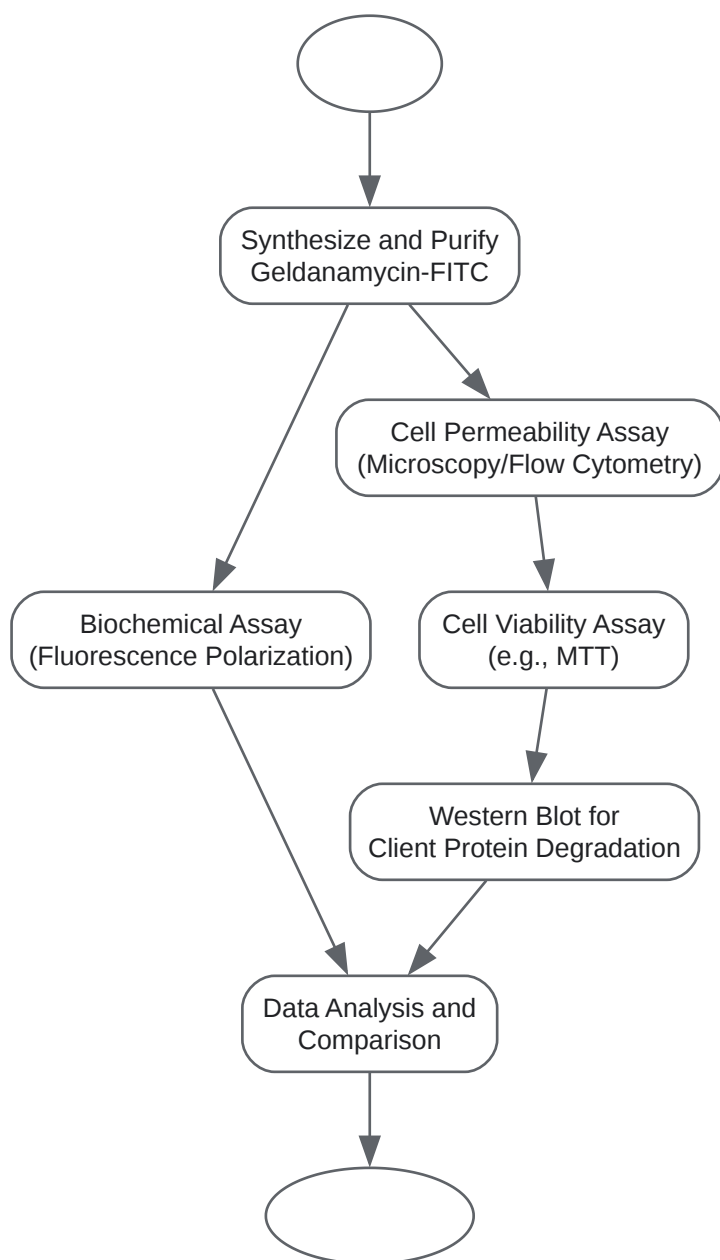 Synthesize and Purify
Geldanamycin-FITC
Cell Permeability Assay
(Microscopy/Flow Cytometry)
Biochemical Assay
(Fluorescence Polarization)
Cell Viability Assay
(e.g., MTT)
Western Blot for
Client Protein Degradation
Data Analysis and
Comparison